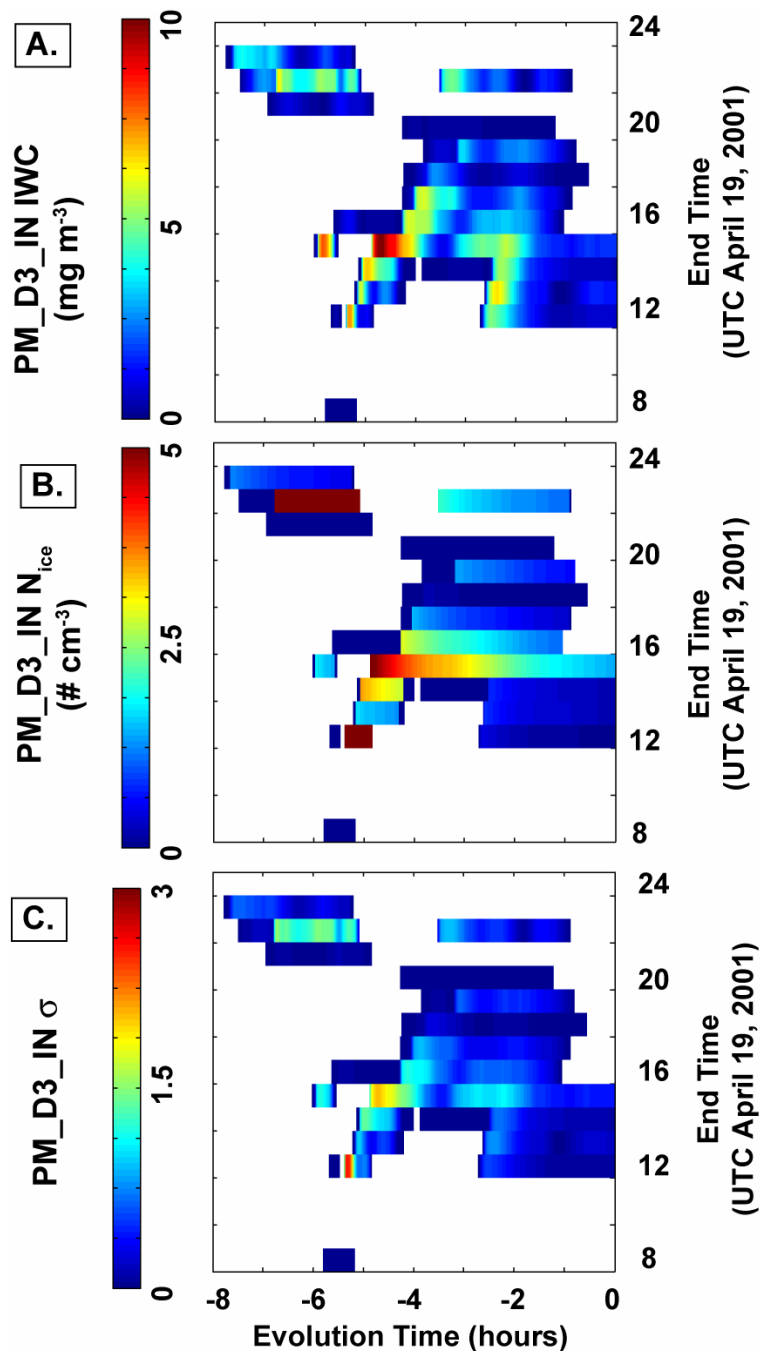 A.
PM_D3_IN IWC
(mg m-3)
10
5
0
24
20
16
12
8
End Time
(UTC April 19, 2001)
B.
PM_D3_IN Nice
(# cm-3)
5
2.5
0
24
20
16
12
8
End Time
(UTC April 19, 2001)
C.
PM_D3_IN σ
3
1.5
0
24
20
16
12
8
End Time
(UTC April 19, 2001)
-8
-6
-4
-2
0
Evolution Time (hours)